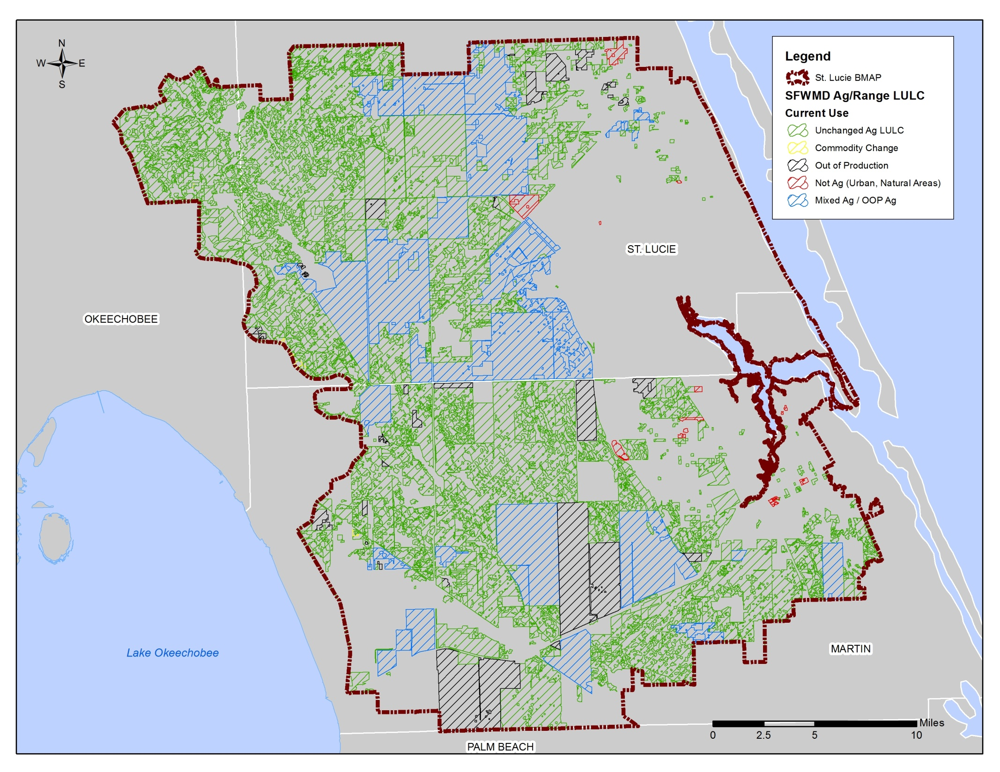 N
W E
S
Legend
St. Lucie BMAP
SFWMD Ag/Range LULC
Current Use
Unchanged Ag LULC
Commodity Change
Out of Production
Not Ag (Urban, Natural Areas)
Mixed Ag / OOP Ag
ST. LUCIE
OKEECHOBEE
Lake Okeechobee
MARTIN
Miles
0 2.5 5 10
PALM BEACH